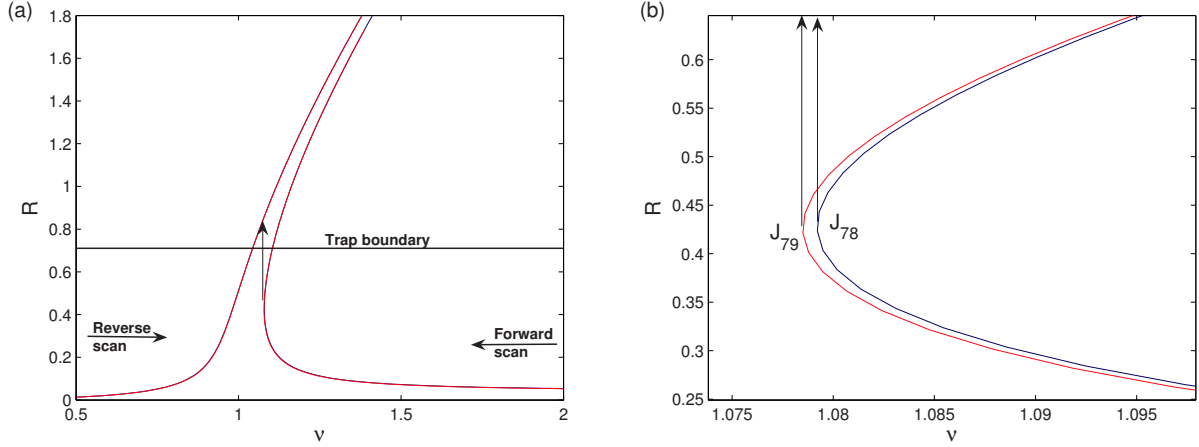 (a)
1.8
1.6
1.4
1.2
1
0.8
0.6
0.4
0.2
0
R
Trap boundary
Reverse
scan
Forward
scan
0.5
1
1.5
2
ν
(b)
0.6
0.55
0.5
0.45
0.4
0.35
0.3
0.25
R
J79
J78
1.075
1.08
1.085
1.09
1.095
ν